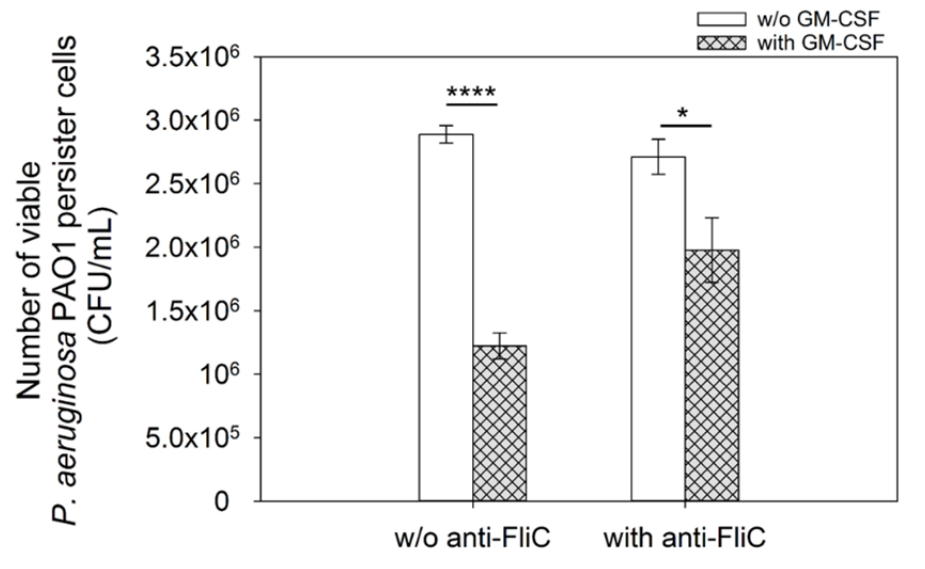 w/o GM-CSF
with GM-CSF
Number of viable
P. aeruginosa PAO1 persister cells
(CFU/mL)
3.5x10⁶
3.0x10⁶
2.5x10⁶
2.0x10⁶
1.5x10⁶
10⁶
5.0x10⁵
0
****
*
w/o anti-FliC
with anti-FliC